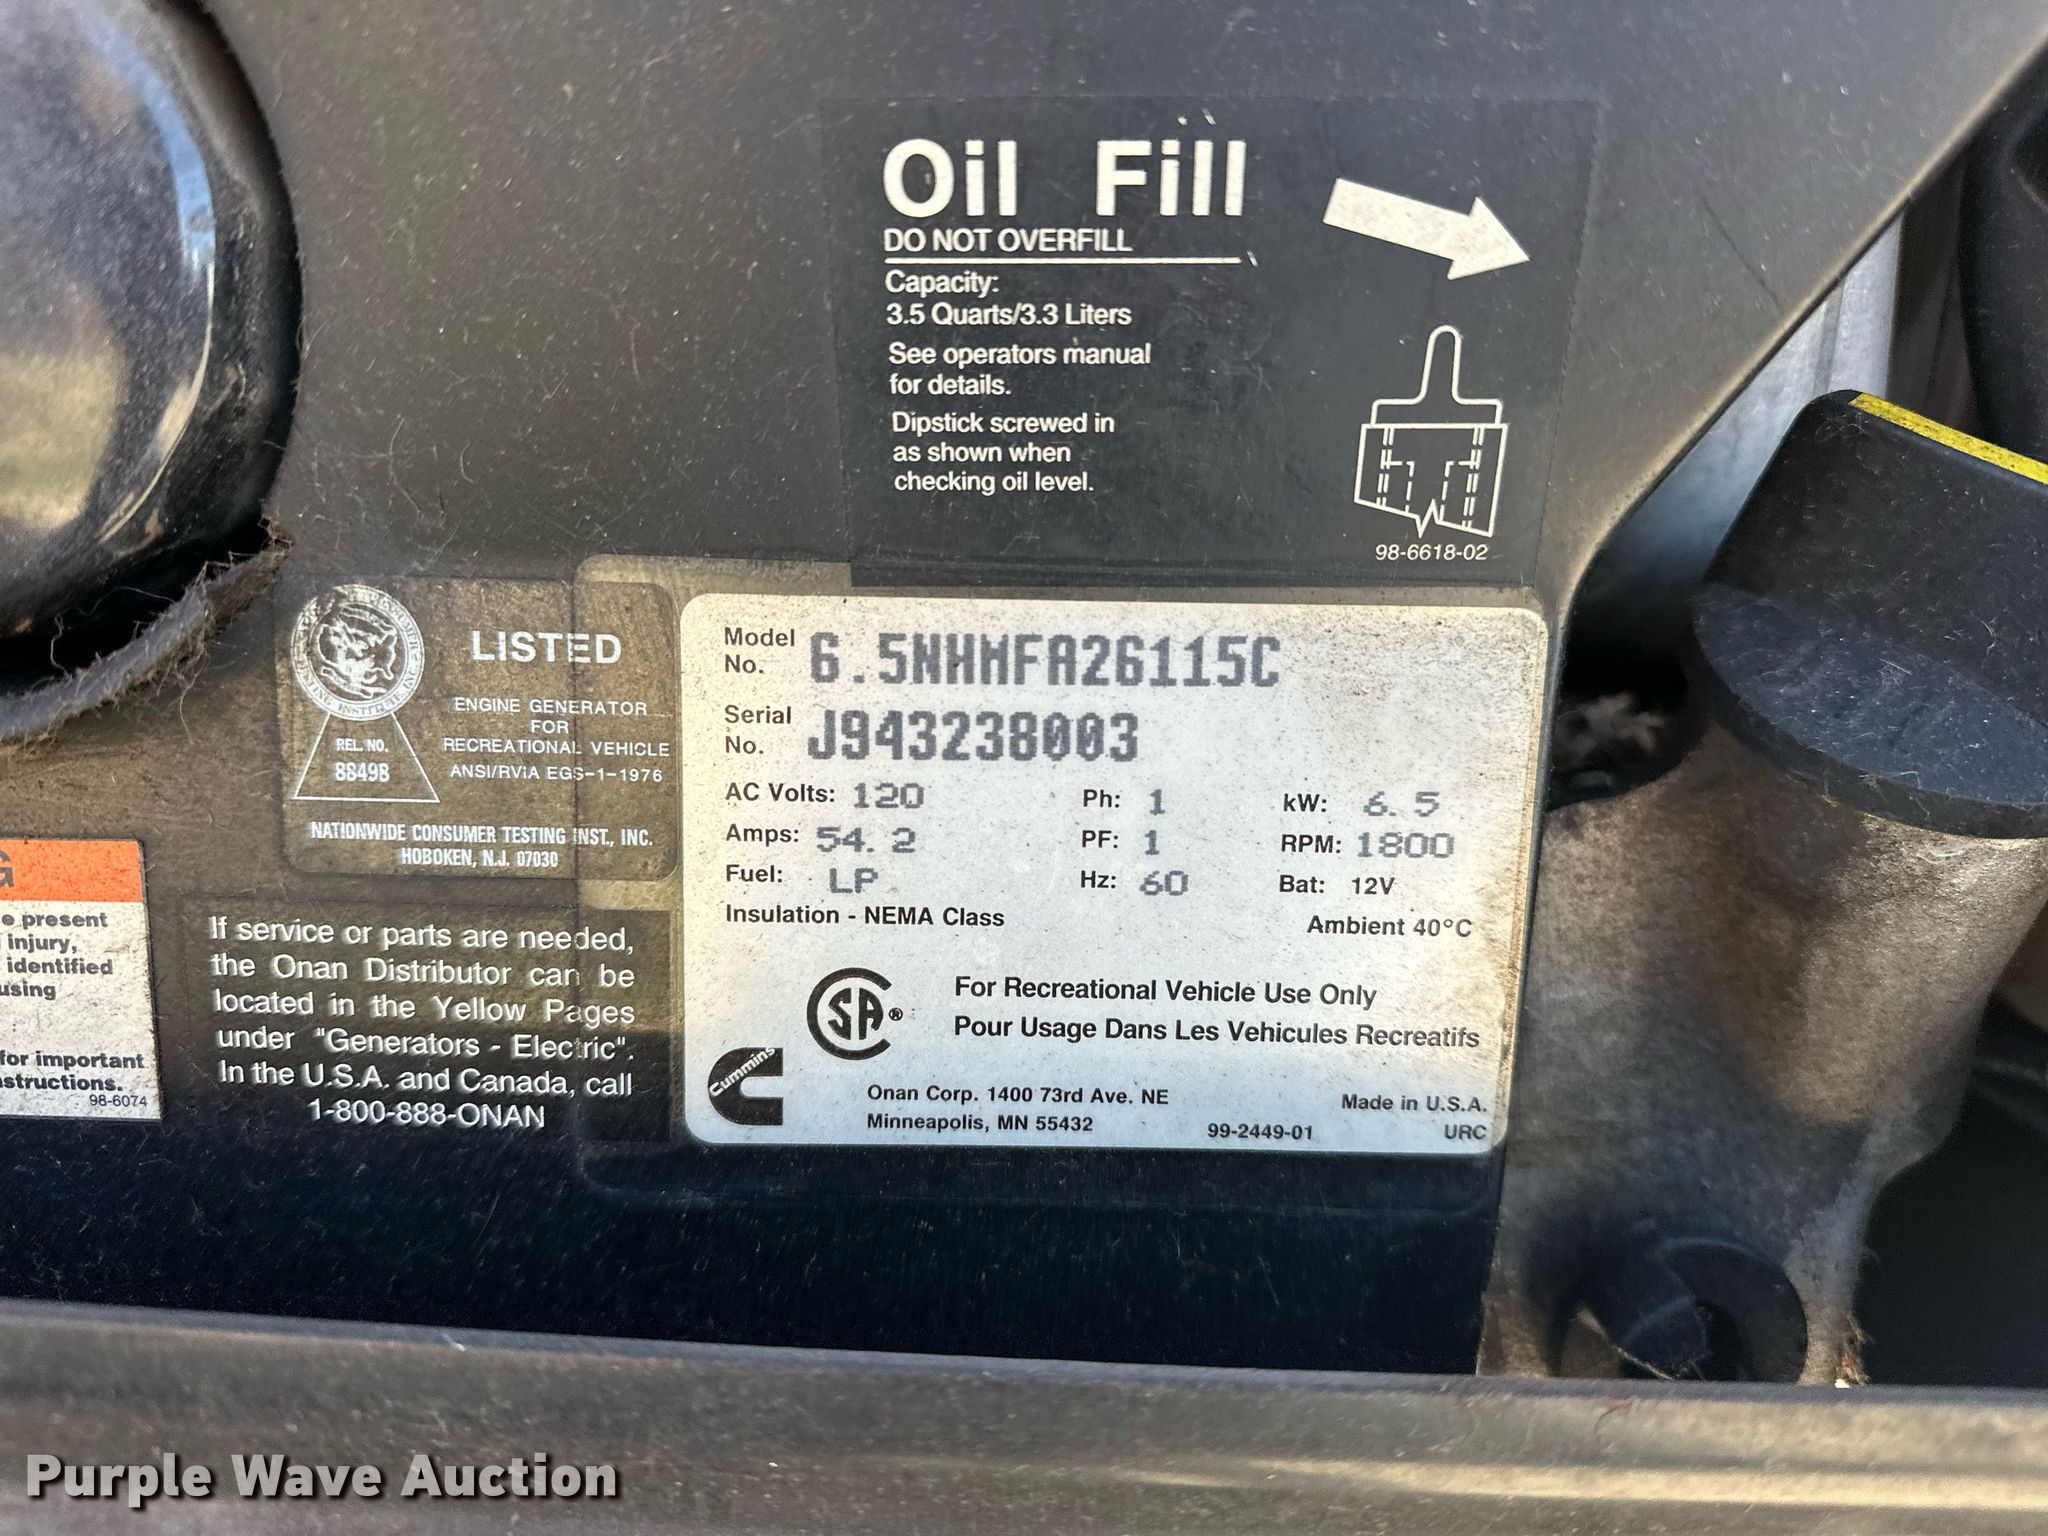 Oil Fill
DO NOT OVERFILL
Capacity:
3.5 Quarts/3.3 Liters
See operators manual
for details.
Dipstick screwed in
as shown when
checking oil level.
98-6618-02
LISTED
ENGINE GENERATOR
FOR
RECREATIONAL VEHICLE
ANSI/RVIA EGS-1-1976
REL. NO.
8849B
NATIONWIDE CONSUMER TESTING INST., INC.
HOBOKEN, N.J. 07030
Model No. 6.5NHMFA26115C
Serial No. J943238003
AC Volts: 120 Ph: 1 kW: 6.5
Amps: 54.2 PF: 1 RPM: 1800
Fuel: LP Hz: 60 Bat: 12V
Insulation - NEMA Class Ambient 40°C
SA®
For Recreational Vehicle Use Only
Pour Usage Dans Les Vehicules Recreatifs
Cummins
Onan Corp. 1400 73rd Ave. NE
Minneapolis, MN 55432
99-2449-01
Made in U.S.A.
URC
G
e present
injury,
identified
using
for important
structions.
98-6074
If service or parts are needed,
the Onan Distributor can be
located in the Yellow Pages
under "Generators - Electric".
In the U.S.A. and Canada, call
1-800-888-ONAN
Purple Wave Auction